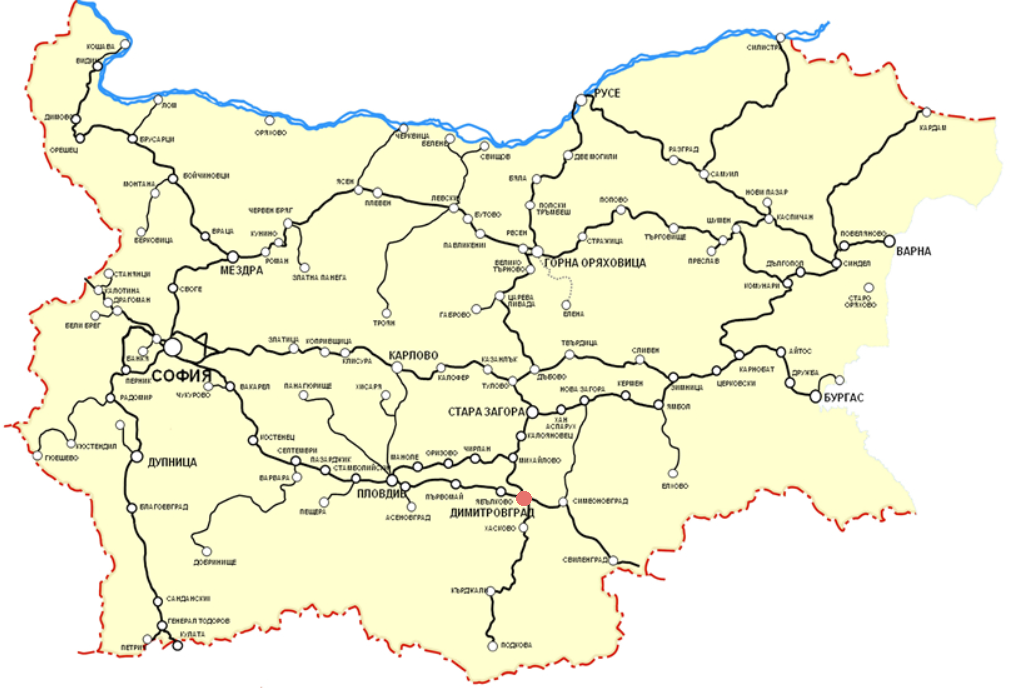 КОШАВА
ВИДИН
СИЛИСТРА
РУСЕ
ЛОМ
ДИМОВО
ОРЯХОВО
ЧЕРКВИЦА
БЕЛЕНЕ
КАРДАМ
ОРЕШЕЦ
БРУСАРЦИ
СВИЩОВ
ДВЕ МОГИЛИ
РАЗГРАД
САМУИЛ
БОЙЧИНОВЦИ
МОНТАНА
ЯСЕН
ПЛЕВЕН
БЯЛА
НОВИ ПАЗАР
ЛЕВСКИ
ПОЛСКИ
ТРЪМБЕШ
ПОПОВО
ЧЕРВЕН БРЯГ
БУТОВО
КАСПИЧАН
ШУМЕН
ВРАЦА
КУНИНО
РЕСЕН
ТЪРГОВИЩЕ
ПОВЕЛЯНОВО
БЕРКОВИЦА
ПАВЛИКЕНИ
СТРАЖИЦА
ВАРНА
РОМАН
ПРЕСЛАВ
МЕЗДРА
ВЕЛИКО
ТЪРНОВО
ГОРНА ОРЯХОВИЦА
ДЪЛГОПОЛ
СИНДЕЛ
СТАНЯНЦИ
ЗЛАТНА ПАНЕГА
КОМУНАРИ
КАЛОТИНА
СВОГЕ
ДРАГОМАН
ЦАРЕВА
ЛИВАДА
СТАРО
ОРЯХОВО
БЕЛИ БРЕГ
ТРОЯН
ГАБРОВО
ЕЛЕНА
ЗЛАТИЦА
КОПРИВЩИЦА
ТВЪРДИЦА
АЙТОС
БАНКЯ
КЛИСУРА
КАРЛОВО
КАЗАНЛЪК
СЛИВЕН
КАРНОБАТ
ПЕРНИК
СОФИЯ
КАЛОФЕР
ДЪБОВО
ДРУЖБА
ТУЛОВО
ЗИМНИЦА
ЦЕРКОВСКИ
ЧУКУРОВО
ВАКАРЕЛ
ПАНАГЮРИЩЕ
ХИСАРЯ
НОВА ЗАГОРА
КЕРМЕН
РАДОМИР
БУРГАС
ЯМБОЛ
СТАРА ЗАГОРА
ХАН
АСПАРУХ
КОСТЕНЕЦ
КАЛОЯНОВЕЦ
КЮСТЕНДИЛ
ГЮЕШЕВО
СЕПТЕМВРИ
МАНОЛЕ
ОРИЗОВО
ЧИРПАН
ДУПНИЦА
ПАЗАРДЖИК
МИХАЙЛОВО
СТАМБОЛИЙСКИ
ВАРВАРА
ЕЛХОВО
ПЛОВДИВ
ПЪРВОМАЙ
ЯБЪЛКОВО
СИМЕОНОВГРАД
БЛАГОЕВГРАД
ПЕЩЕРА
АСЕНОВГРАД
ДИМИТРОВГРАД
ХАСКОВО
ДОБРИНИЩЕ
СВИЛЕНГРАД
КЪРДЖАЛИ
САНДАНСКИ
ГЕНЕРАЛ ТОДОРОВ
КУЛАТА
ПЕТРИЧ
ПОДКОВА